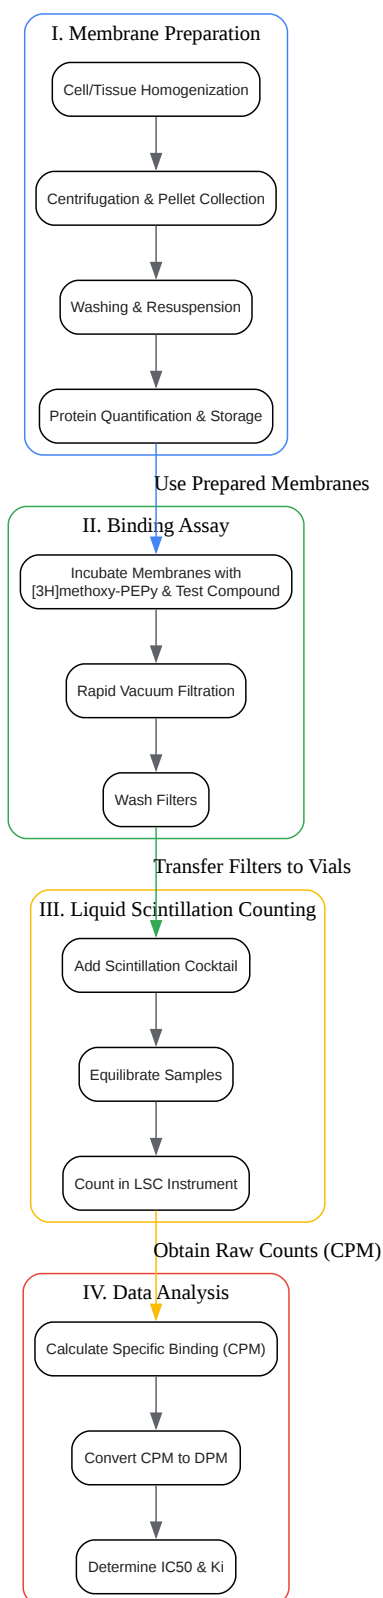 I. Membrane Preparation
Cell/Tissue Homogenization
Centrifugation & Pellet Collection
Washing & Resuspension
Protein Quantification & Storage
Use Prepared Membranes
II. Binding Assay
Incubate Membranes with
[3H]methoxy-PEPy & Test Compound
Rapid Vacuum Filtration
Wash Filters
Transfer Filters to Vials
III. Liquid Scintillation Counting
Add Scintillation Cocktail
Equilibrate Samples
Count in LSC Instrument
Obtain Raw Counts (CPM)
IV. Data Analysis
Calculate Specific Binding (CPM)
Convert CPM to DPM
Determine IC50 & Ki